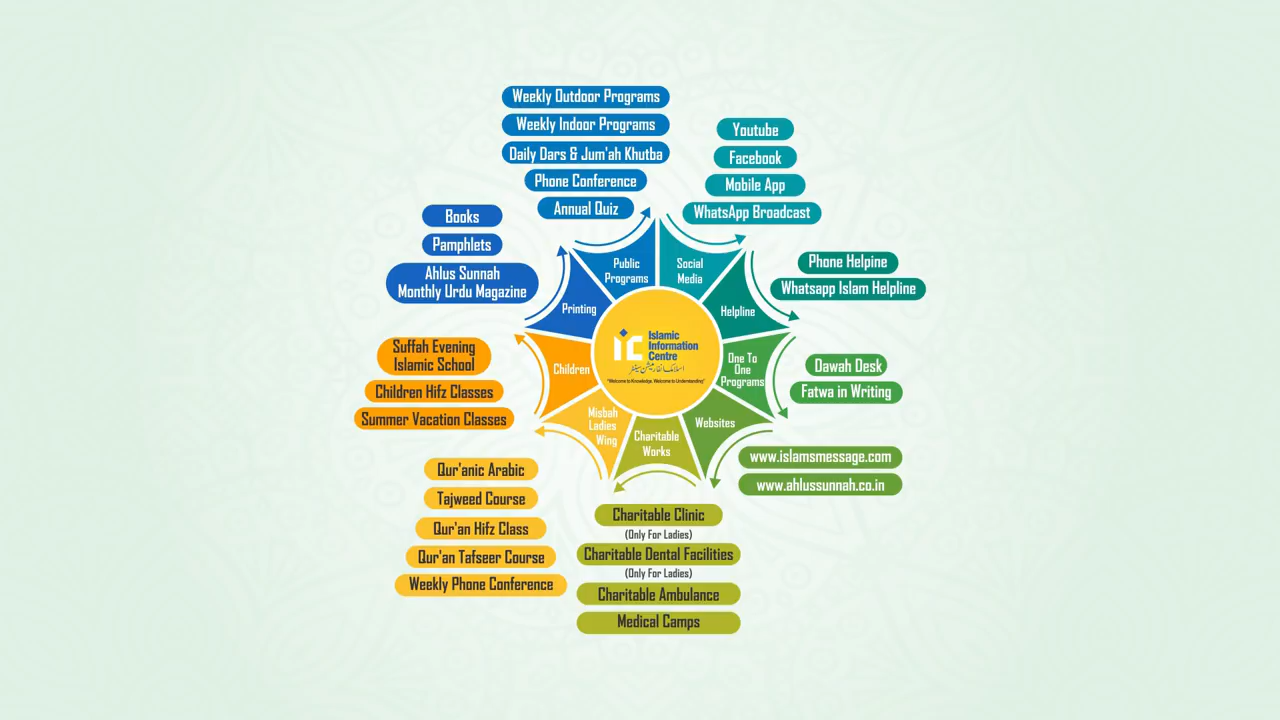 Weekly Outdoor Programs
Weekly Indoor Programs
Daily Dars & Jum'ah Khutba
Phone Conference
Annual Quiz
Public
Programs
Youtube
Facebook
Mobile App
WhatsApp Broadcast
Social
Media
Phone Helpine
Whatsapp Islam Helpline
Helpline
Dawah Desk
Fatwa in Writing
One To
One
Programs
www.islamsmessage.com
www.ahlussunnah.co.in
Websites
Charitable
Works
Charitable Clinic
(Only For Ladies)
Charitable Dental Facilities
(Only For Ladies)
Charitable Ambulance
Medical Camps
Misbah
Ladies
Wing
Qur'anic Arabic
Tajweed Course
Qur'an Hifz Class
Qur'an Tafseer Course
Weekly Phone Conference
Children
Suffah Evening
Islamic School
Children Hifz Classes
Summer Vacation Classes
Printing
Books
Pamphlets
Ahlus Sunnah
Monthly Urdu Magazine
iC
Islamic
Information
Centre
اسلامک انفارمیشن سینٹر
"Welcome to Knowledge, Welcome to Understanding"